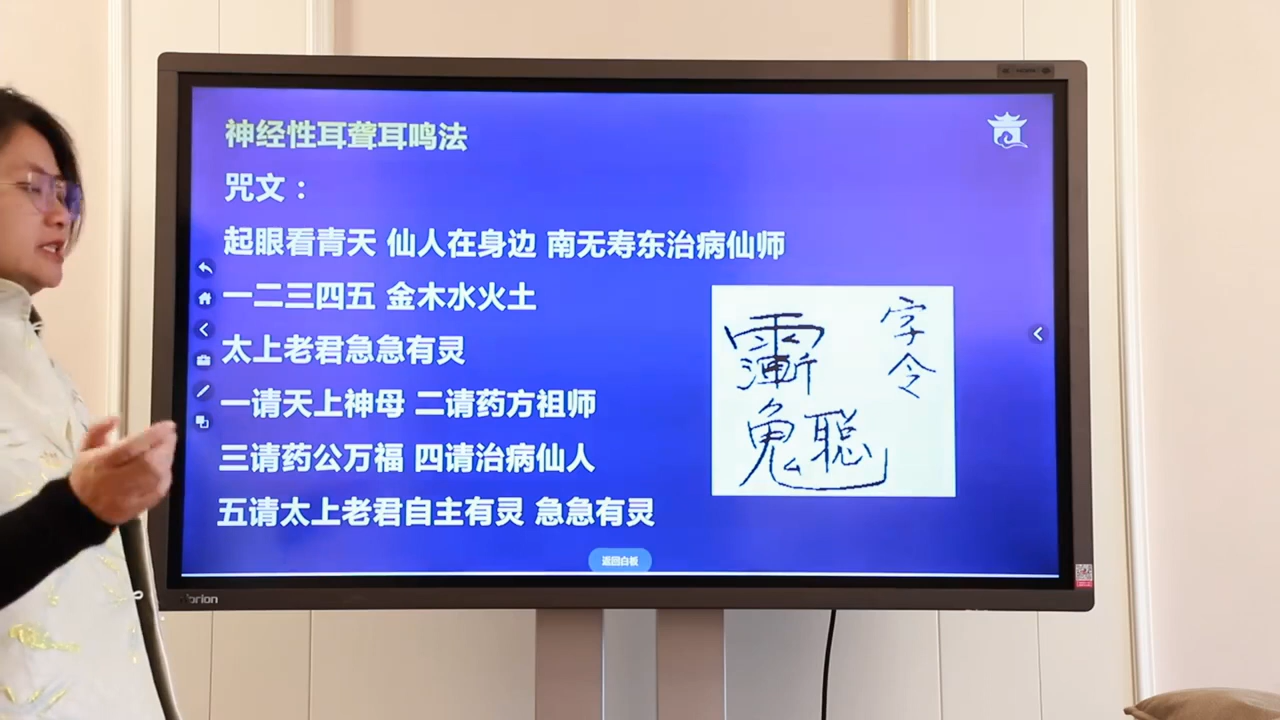 神经性耳聋耳鸣法
咒文：
起眼看青天 仙人在身边 南无寿东治病仙师
一二三四五 金木水火土
太上老君急急有灵
一请天上神母 二请药方祖师
三请药公万福 四请治病仙人
五请太上老君自主有灵 急急有灵
字令
聪
返回白板